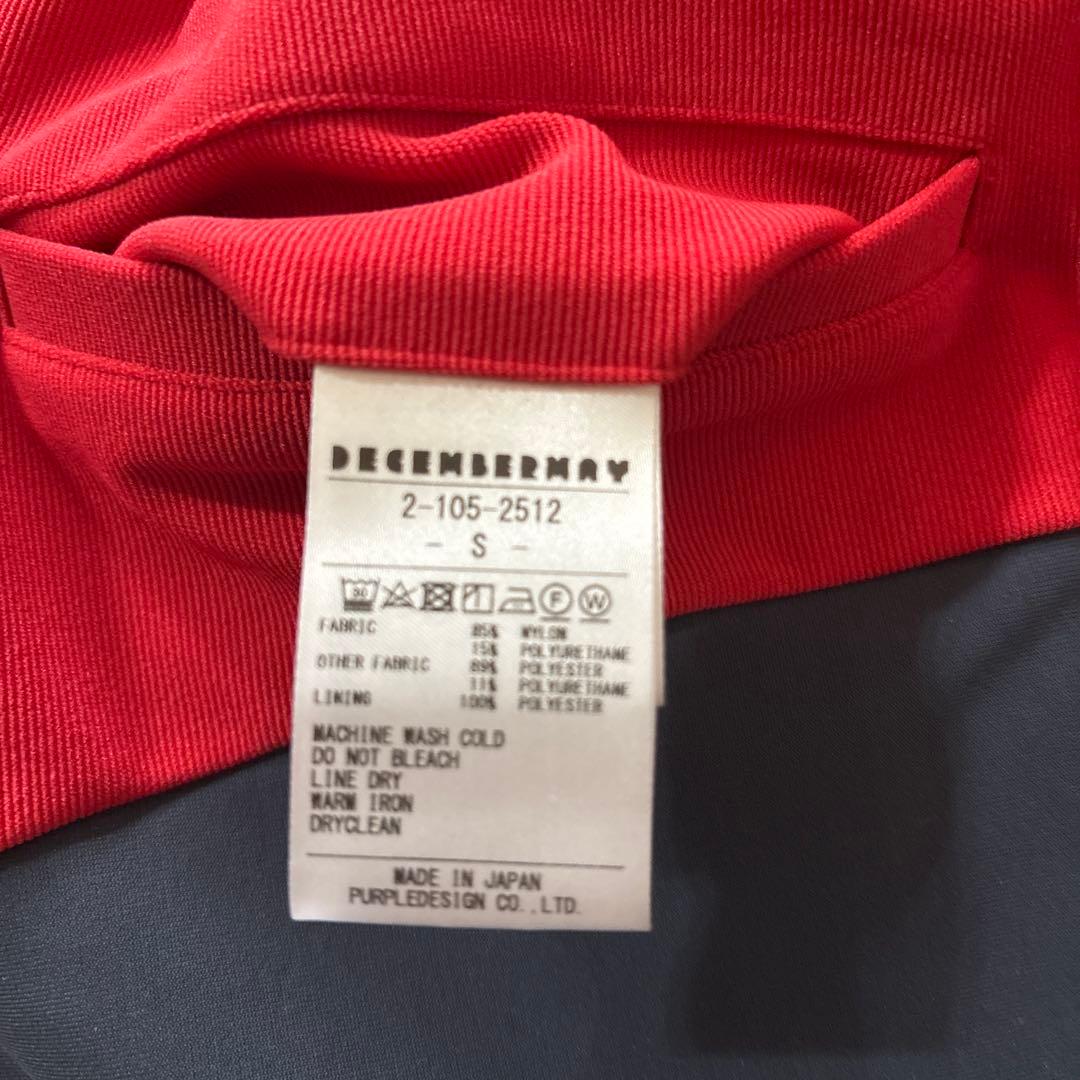 DECEMBERMAY
2-105-2512
- S -
30 F W
FABRIC 85% NYLON
15% POLYURETHANE
OTHER FABRIC 89% POLYESTER
11% POLYURETHANE
LINING 100% POLYESTER
MACHINE WASH COLD
DO NOT BLEACH
LINE DRY
WARM IRON
DRYCLEAN
MADE IN JAPAN
PURPLEDESIGN CO.,LTD.